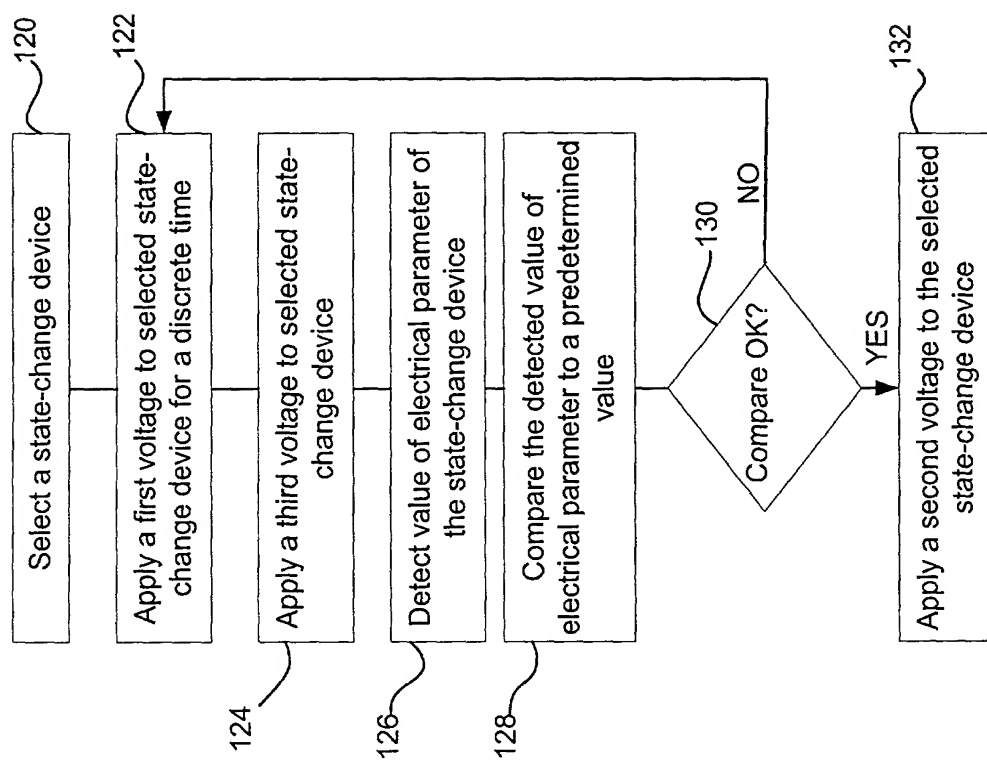 120
Select a state-change device
122
Apply a first voltage to selected state-
change device for a discrete time
124
Apply a third voltage to selected state-
change device
126
Detect value of electrical parameter of
the state-change device
128
Compare the detected value of
electrical parameter to a predetermined
value
130
Compare OK?
NO
YES
132
Apply a second voltage to the selected
state-change device